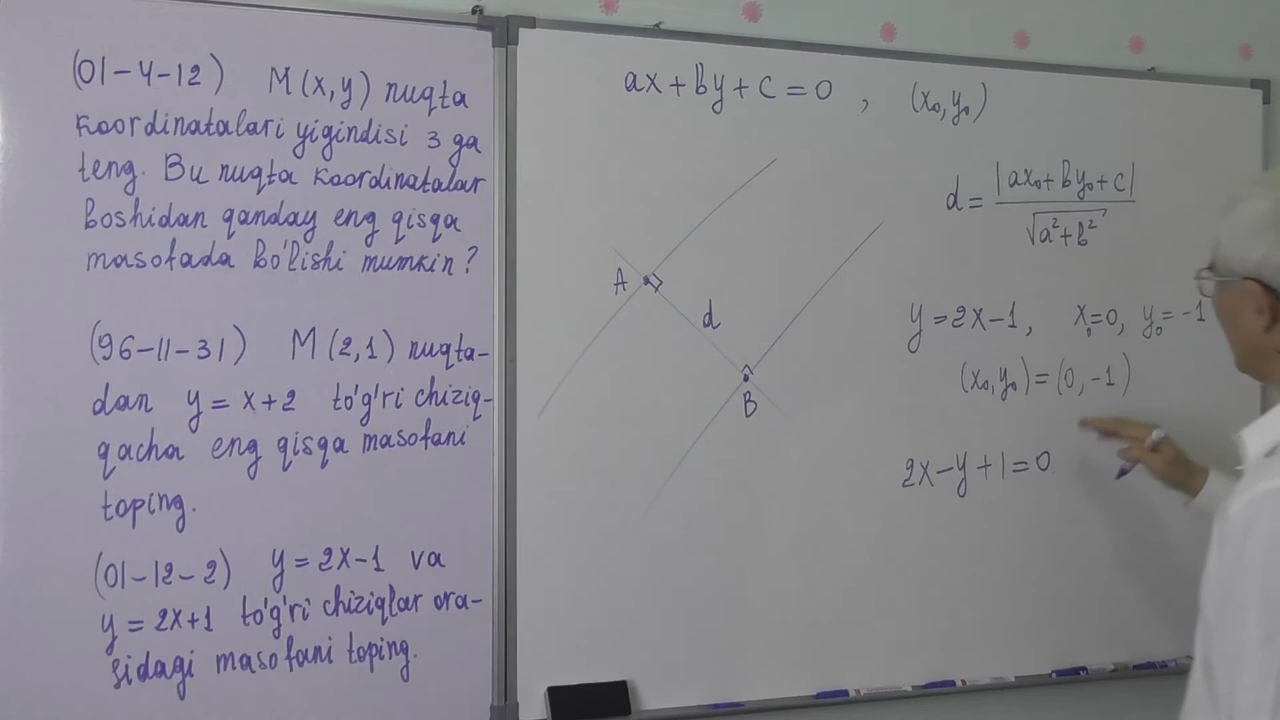 (01-4-12) M(x,y) nuqta
koordinatalari yigindisi 3 ga
teng. Bu nuqta koordinatalar
boshidan qanday eng qisqa
masofada bo'lishi mumkin?
(96-11-31) M(2,1) nuqta-
dan y=x+2 to'g'ri chiziq-
qacha eng qisqa masofani
toping.
(01-12-2) y=2x-1 va
y=2x+1 to'g'ri chiziqlar ora-
sidagi masofani toping.
ax+by+c=0, (x₀,y₀)
d=|ax₀+by₀+c|/√a²+b²
A
d
B
y=2x-1, x₀=0, y₀=-1
(x₀,y₀)=(0,-1)
2x-y+1=0